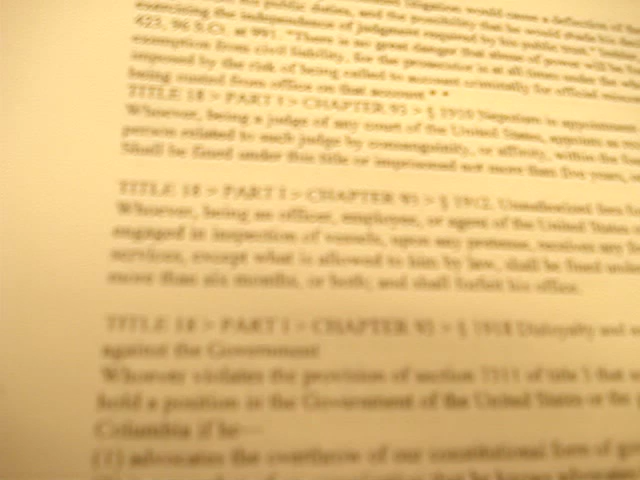 his public duties, and the possibility that he would shade his
examining the independence of judgment required by his public trust."
423, 96 S.Ct. at 991. "There is no great danger that abuse of power will be
exemption from civil liability, for the prosecutor is at all times under the
imposed by the risk of being called to account criminally for official
being ousted from office on that account.
TITLE 18 > PART I > CHAPTER 93 > § 1910 Nepotism in appointment
Whoever, being a judge of any court of the United States, appoints as
person related to such judge by consanguinity, or affinity, within the
Shall be fined under this title or imprisoned not more than five years,
TITLE 18 > PART I > CHAPTER 93 > § 1912. Unauthorized fees
Whoever, being an officer, employee, or agent of the United States
engaged in inspection of vessels, upon any pretense, receives any
services, except what is allowed to him by law, shall be fined
more than six months, or both; and shall forfeit his office.
TITLE 18 > PART I > CHAPTER 93 > § 1918 Disloyalty and
against the Government
Whoever violates the provision of section 7311 of title 5 that
hold a position in the Government of the United States or the
Columbia if he—
(1) advocates the overthrow of our constitutional form of